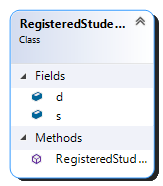 RegisteredStude...
Class
Fields
d
s
Methods
RegisteredStud...